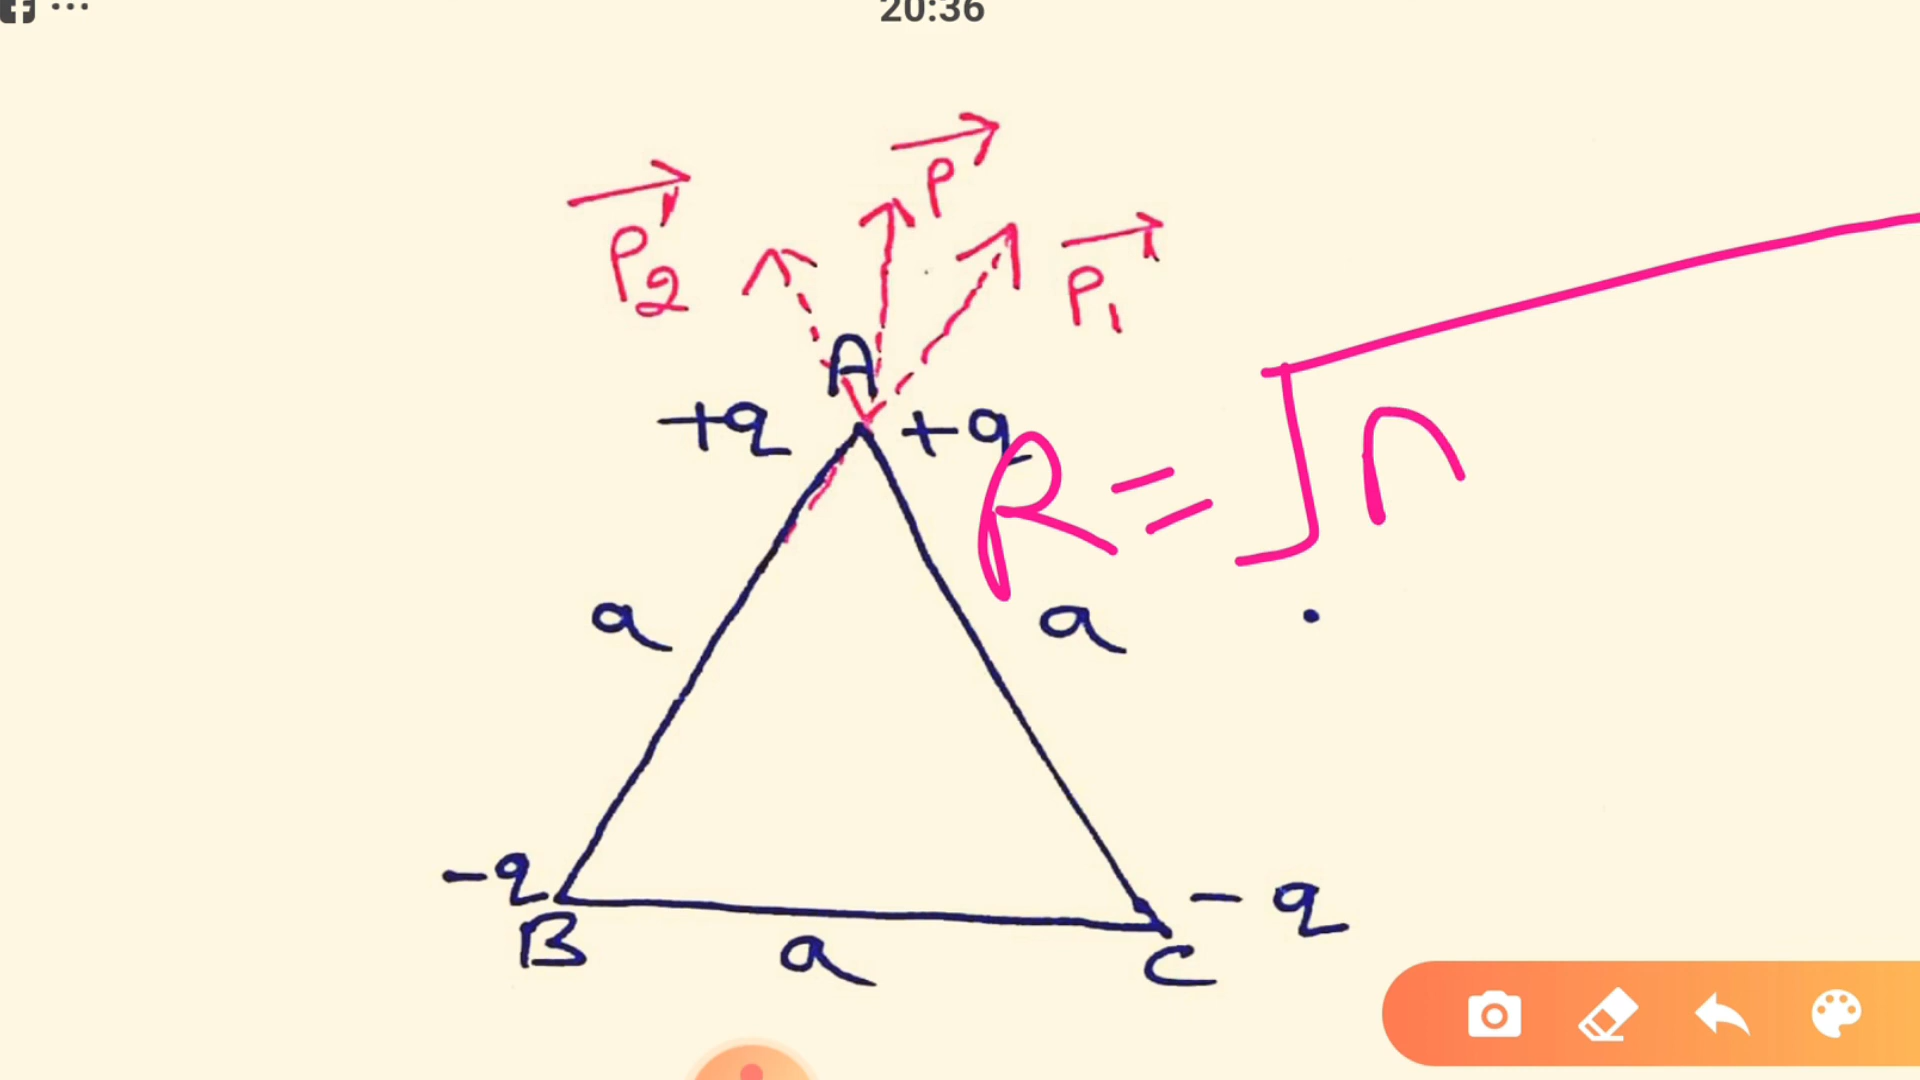 20:36
P
P2
P1
A
+q +q
R = √
a a
-q - q
B C
a